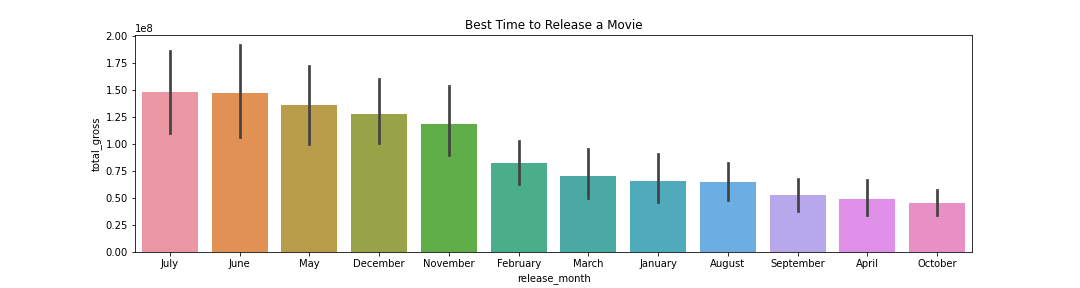 Best Time to Release a Movie
1e8
2.00
1.75
1.50
1.25
1.00
0.75
0.50
0.25
0.00
total_gross
July June May December November February March January August September April October
release_month